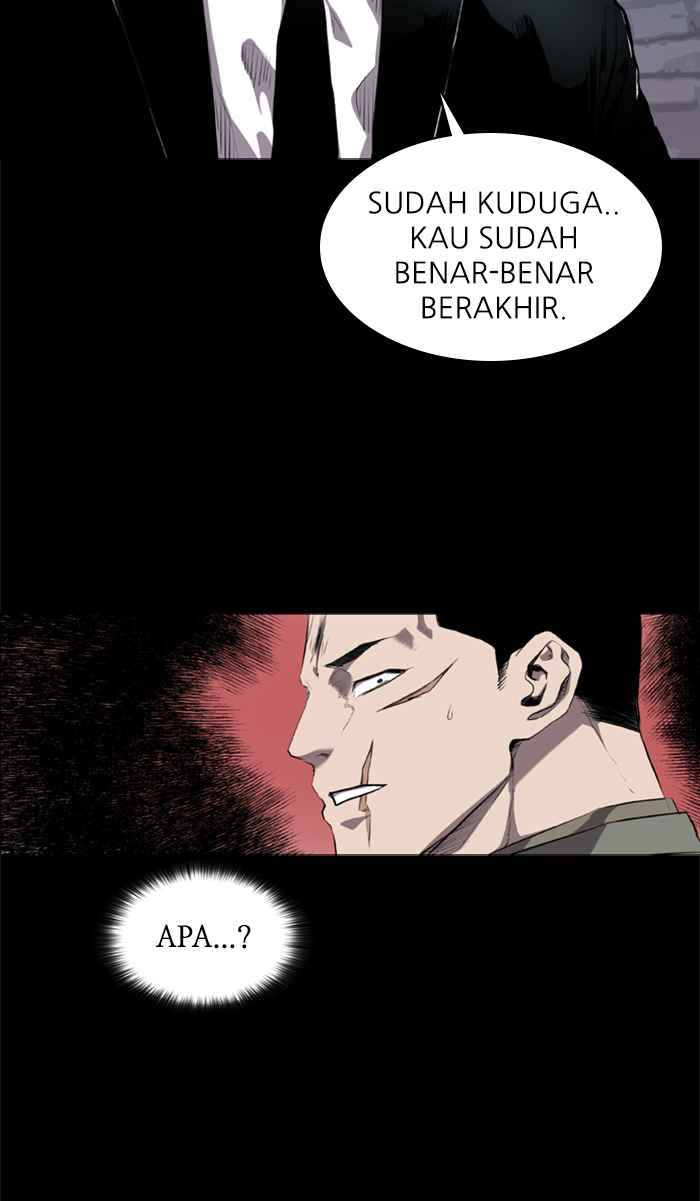 SUDAH KUDUGA..
KAU SUDAH
BENAR-BENAR
BERAKHIR.
APA...?